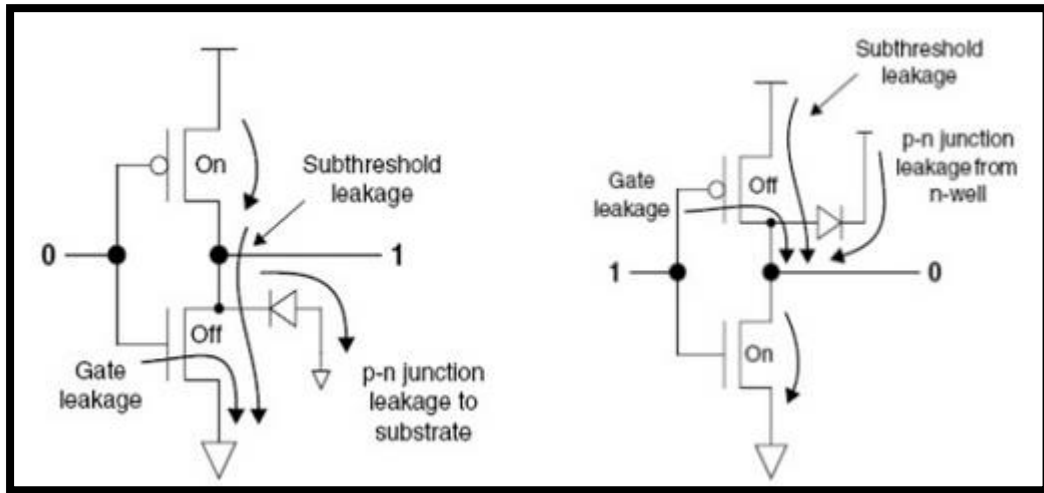 On
Subthreshold
leakage
0
1
Off
Gate
leakage
p-n junction
leakage to
substrate
Subthreshold
leakage
p-n junction
leakage from
n-well
Gate
leakage
Off
1
0
On